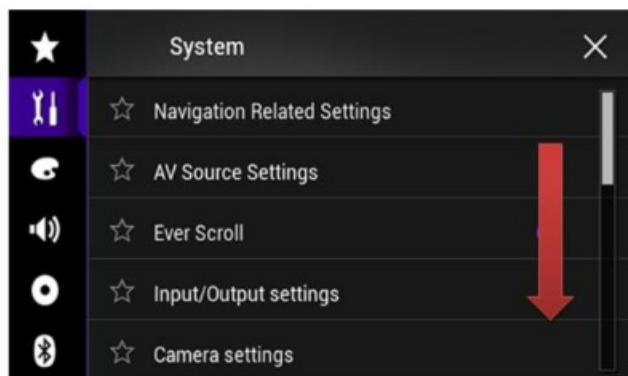 System
Navigation Related Settings
AV Source Settings
Ever Scroll
Input/Output settings
Camera settings